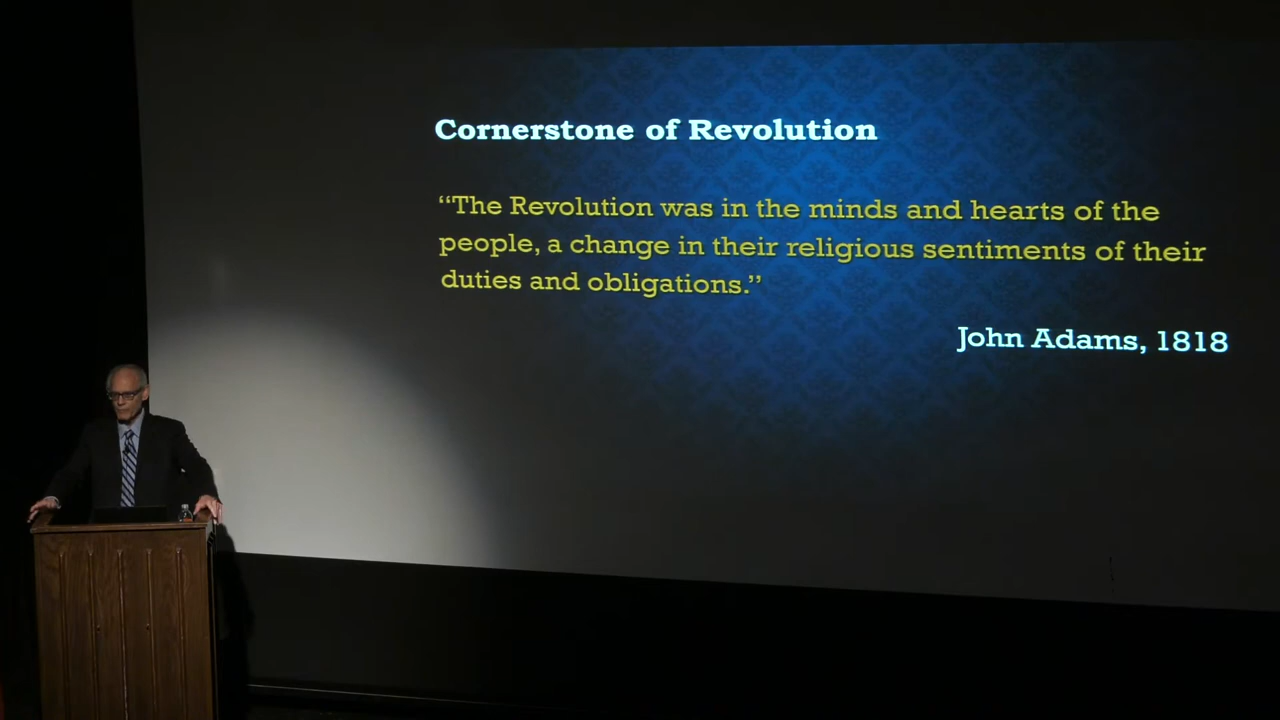 Cornerstone of Revolution
“The Revolution was in the minds and hearts of the
people, a change in their religious sentiments of their
duties and obligations.”
John Adams, 1818